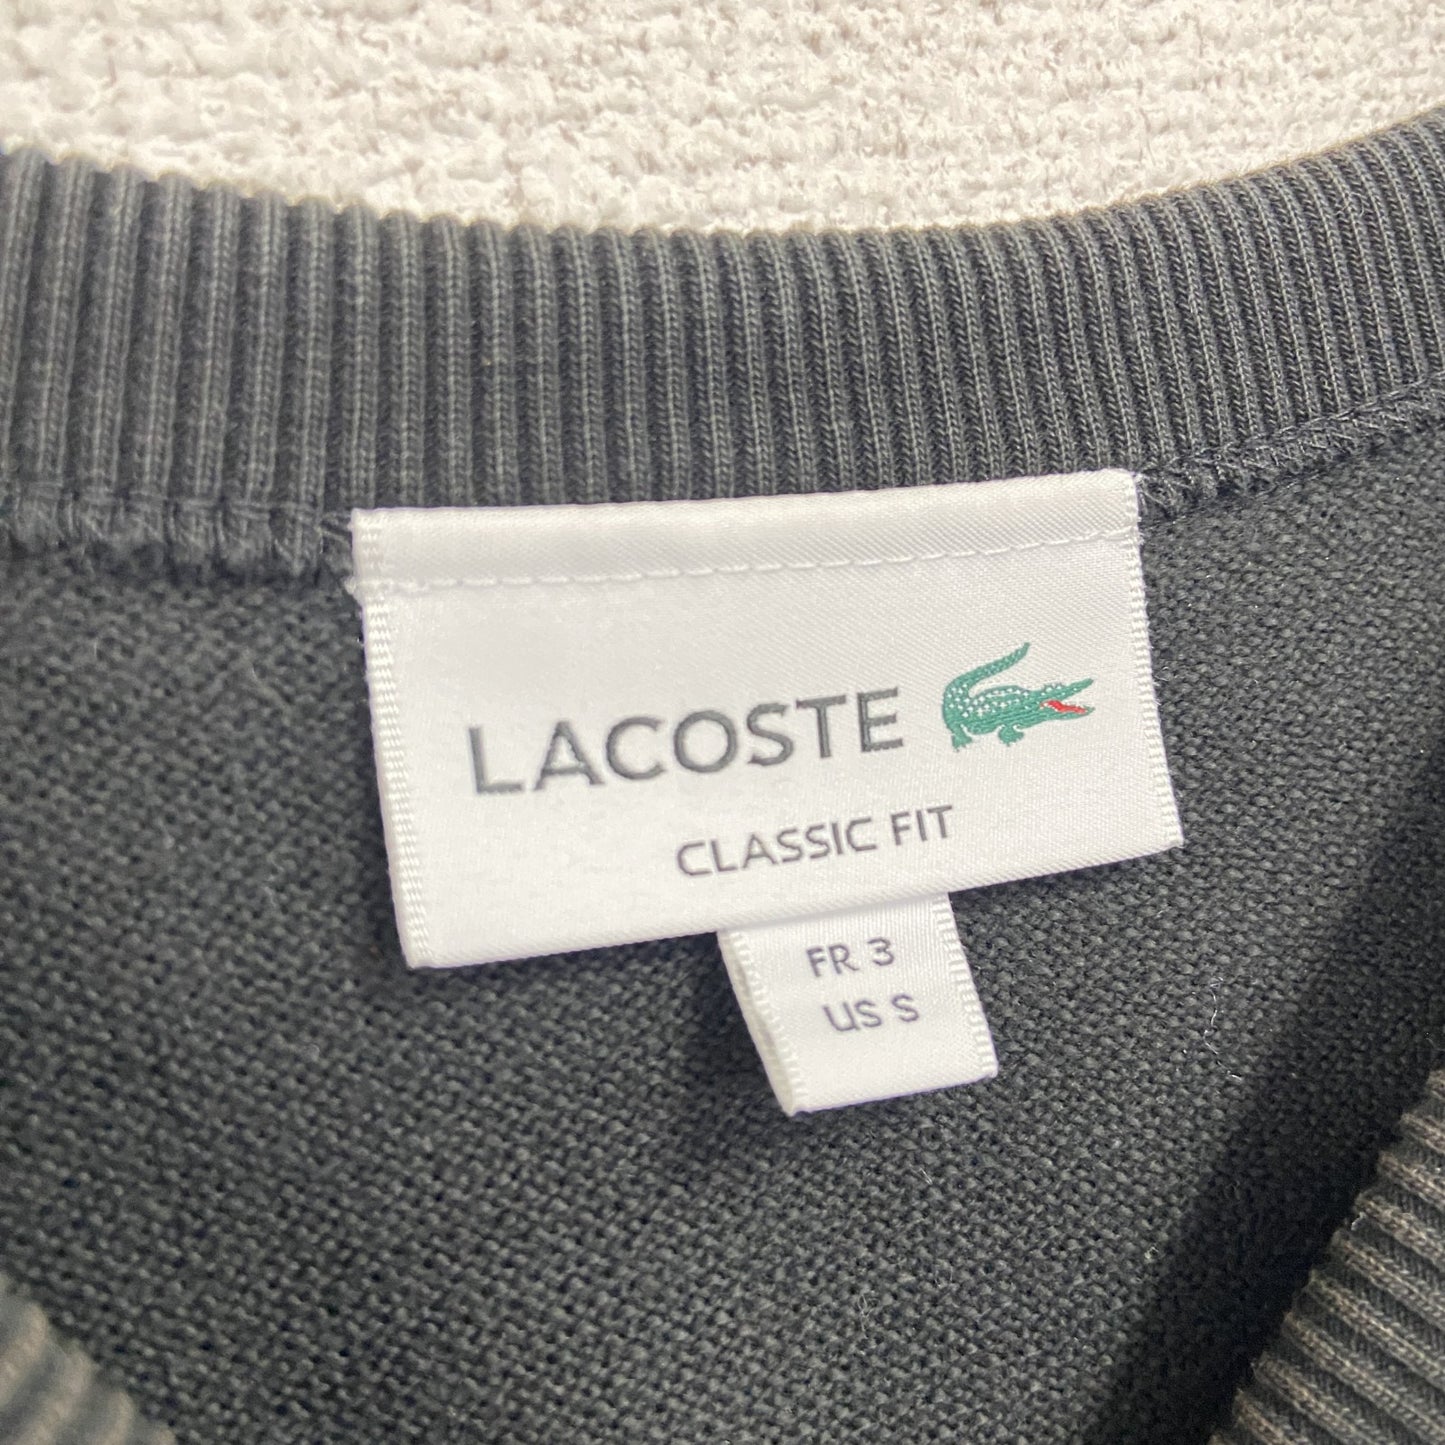 LACOSTE
CLASSIC FIT
FR 3
US S